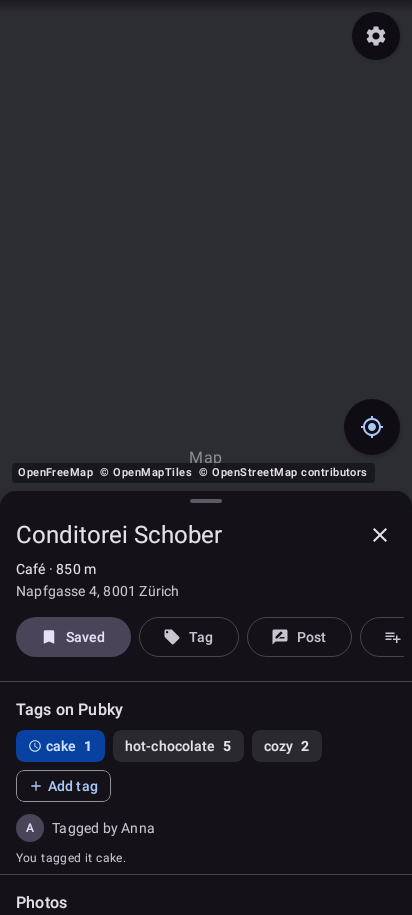 Map
OpenFreeMap © OpenMapTiles © OpenStreetMap contributors
Conditorei Schober
Café · 850 m
Napfgasse 4, 8001 Zürich
Saved Tag Post
Tags on Pubky
cake 1 hot-chocolate 5 cozy 2
+ Add tag
A Tagged by Anna
You tagged it cake.
Photos